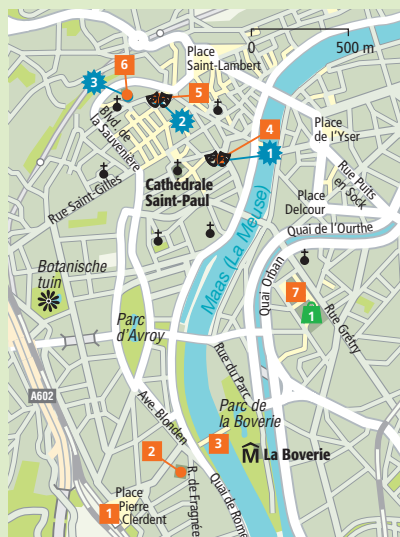 Place
Saint-Lambert
0
500 m
6
3
5
2
Blvd. de
la Sauvenière
4
1
Place
de l'Yser
Rue Puits
en Sock
Cathédrale
Saint-Paul
Rue Saint-Gilles
Place
Delcour
Quai de l'Ourthe
Maas (La Meuse)
Botanische
tuin
Quai Orban
7
1
Rue Grétry
Parc
d'Avroy
Rue du Parc
A602
Ave. Blonden
Parc de
la Boverie
3
2
La Boverie
R. de Fragnée
Quai de Rome
Place
Pierre
Clerdent
1